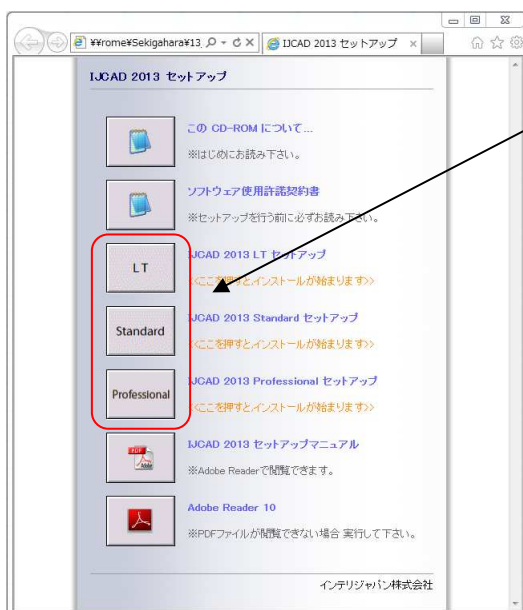 ¥¥rome¥Sekigahara¥13
IJCAD 2013 セットアップ
IJCAD 2013 セットアップ
この CD-ROM について...
※はじめにお読み下さい。
ソフトウェア使用許諾契約書
※セットアップを行う前に必ずお読み下さい。
LT
IJCAD 2013 LT セットアップ
<<ここを押すとインストールが始まります>>
Standard
IJCAD 2013 Standard セットアップ
<<ここを押すとインストールが始まります>>
Professional
IJCAD 2013 Professional セットアップ
<<ここを押すとインストールが始まります>>
PDF
Adobe
IJCAD 2013 セットアップマニュアル
※Adobe Readerで閲覧できます。
Adobe Reader 10
※PDFファイルが閲覧できない場合 実行して下さい。
インテリジャパン株式会社